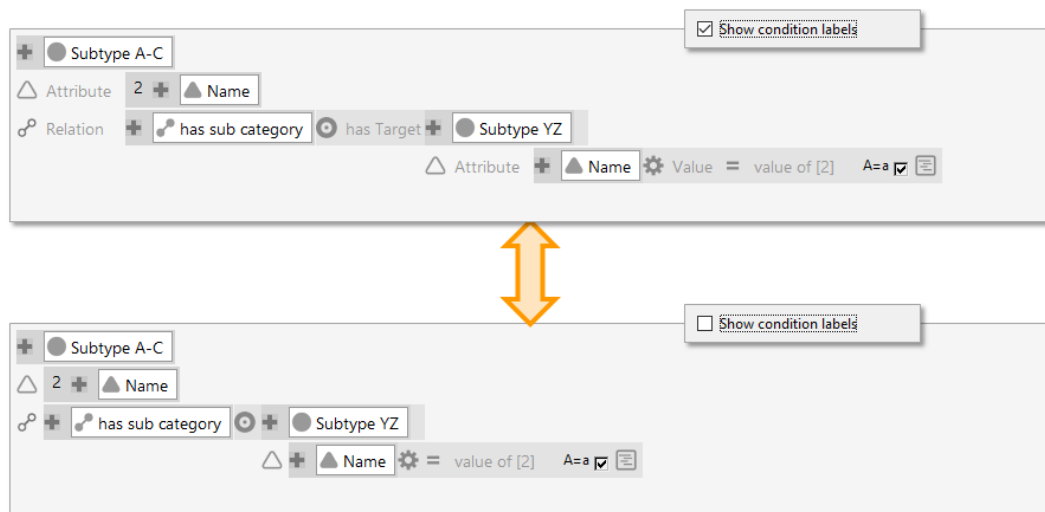 Show condition labels
Subtype A-C
Attribute 2 Name
Relation has sub category has Target Subtype YZ
Attribute Name Value = value of [2] A=a
Show condition labels
Subtype A-C
2 Name
has sub category Subtype YZ
Name = value of [2] A=a